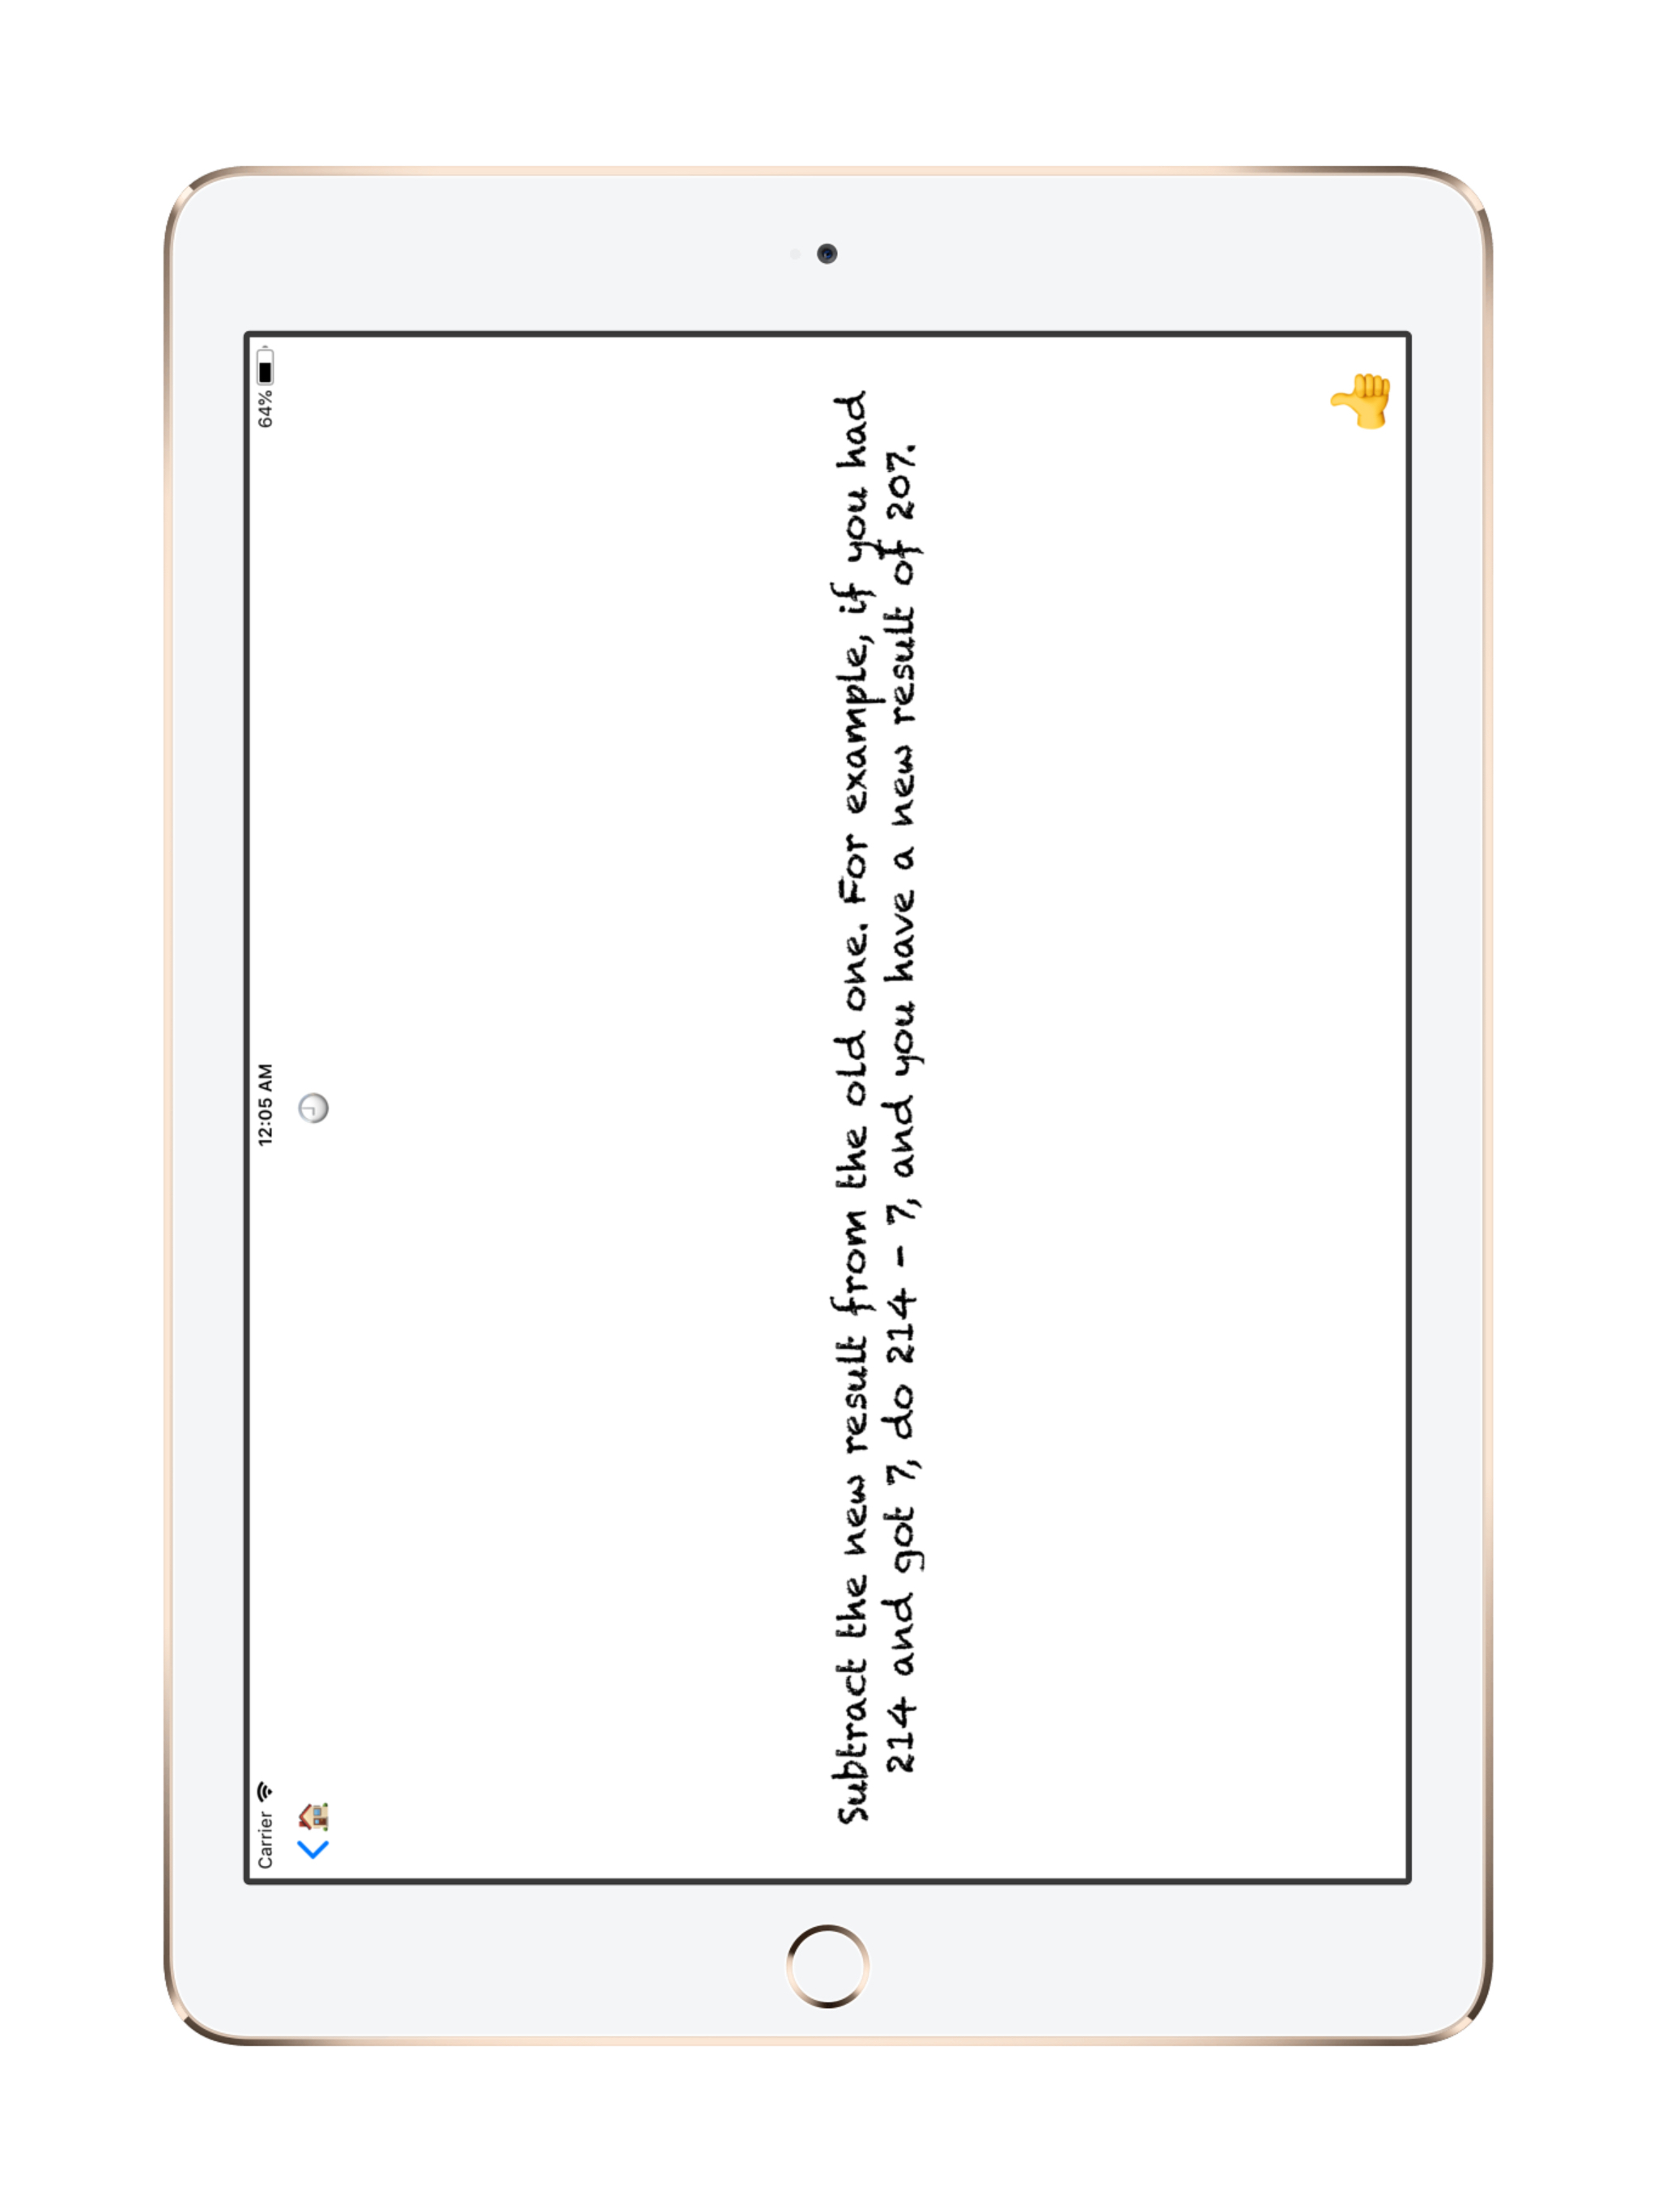 Carrier
12:05 AM
64%
Subtract the new result from the old one. For example, if you had
214 and got 7, do 214 - 7, and you have a new result of 207.